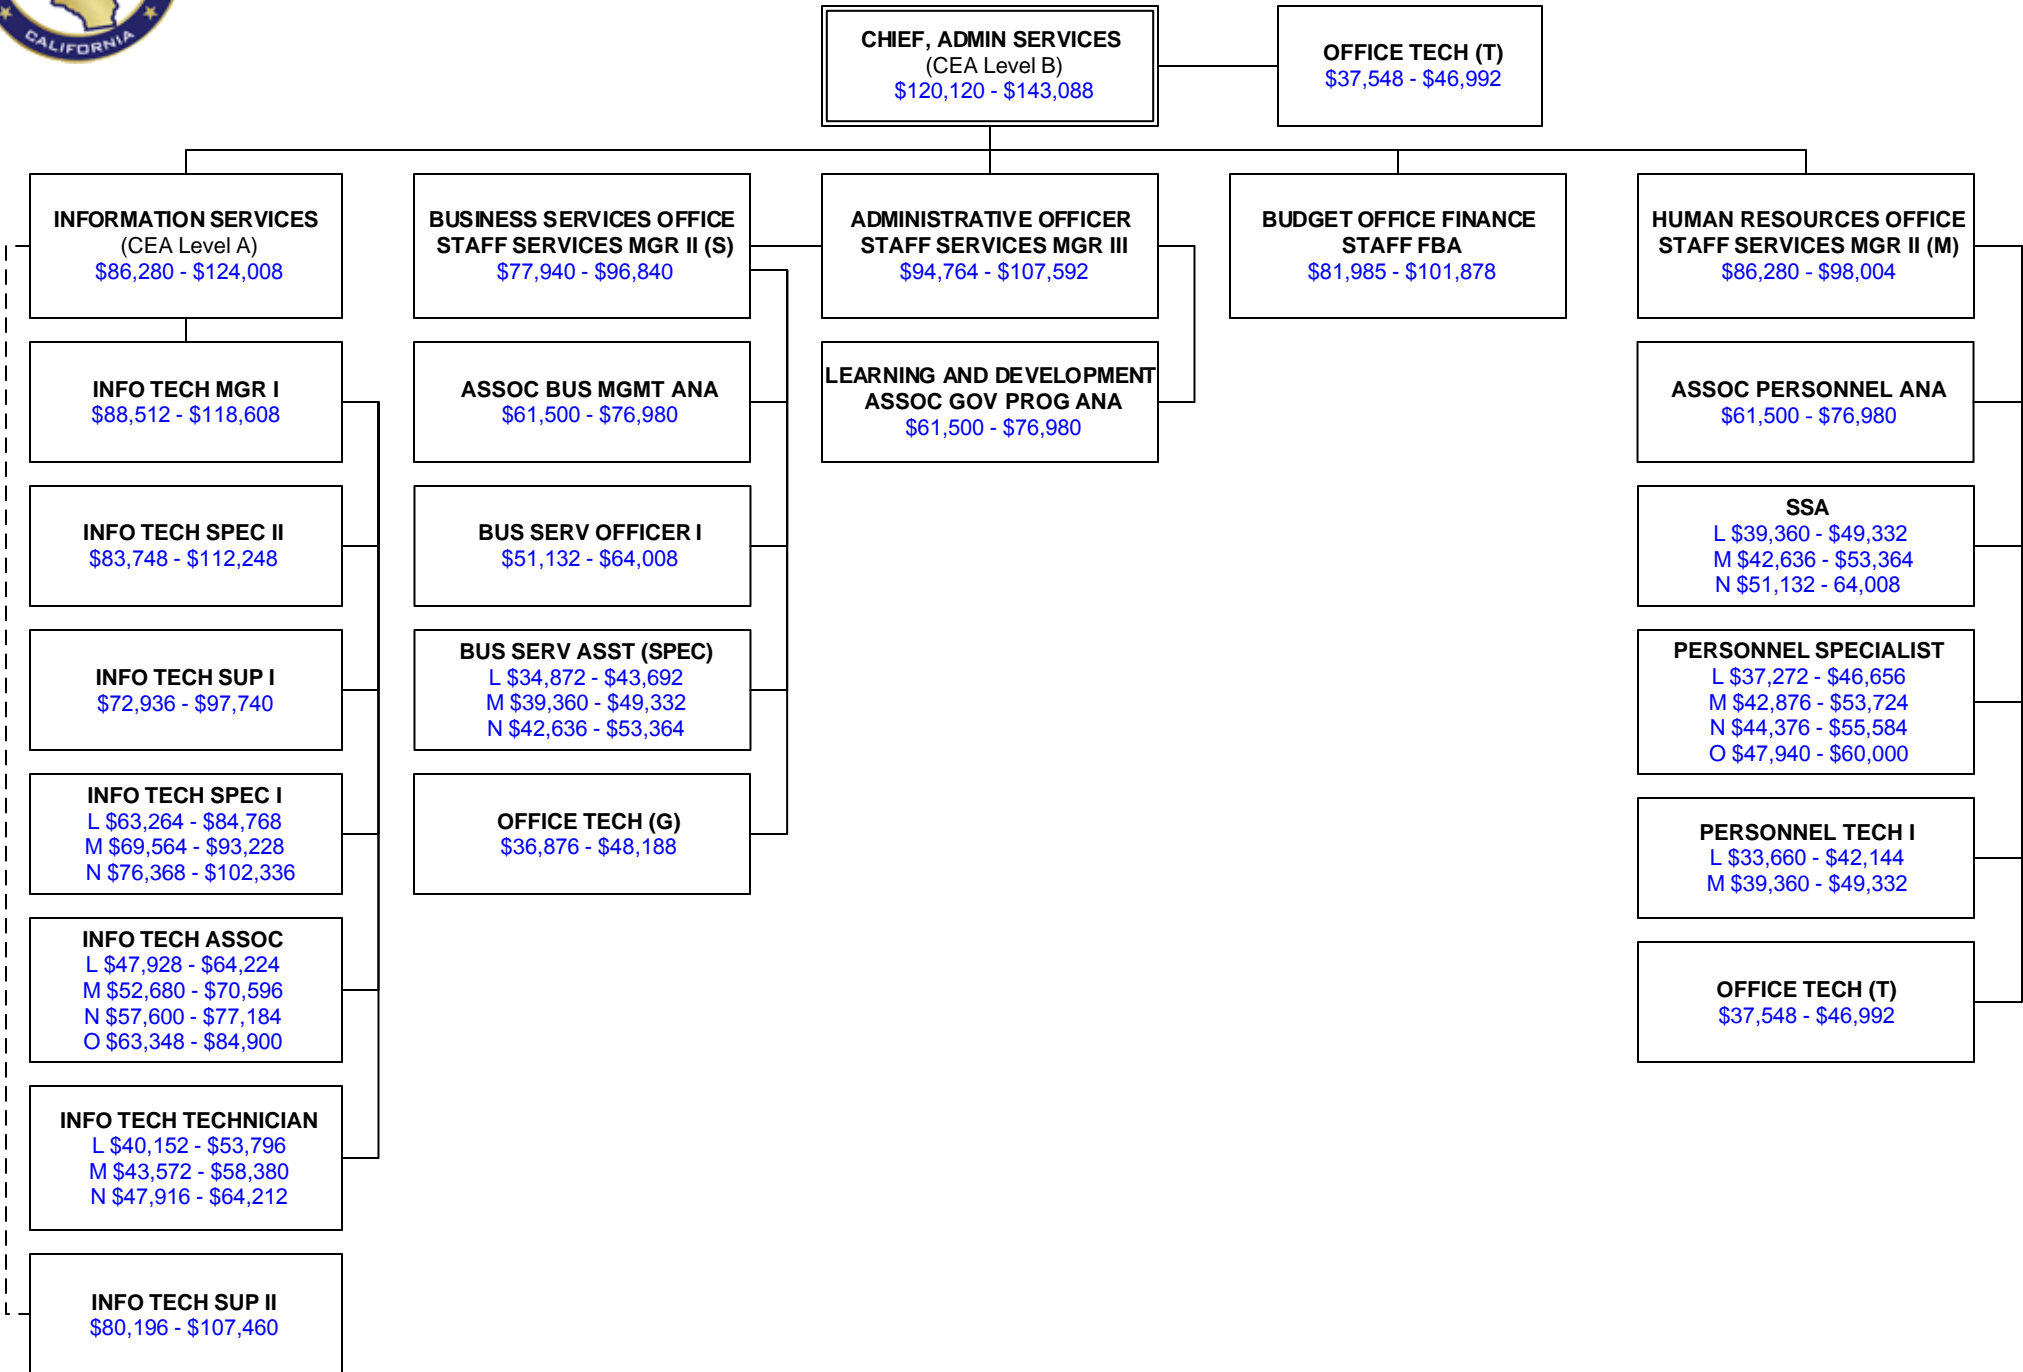 CALIFORNIA
CHIEF, ADMIN SERVICES
(CEA Level B)
$120,120 - $143,088
OFFICE TECH (T)
$37,548 - $46,992
INFORMATION SERVICES
(CEA Level A)
$86,280 - $124,008
BUSINESS SERVICES OFFICE
STAFF SERVICES MGR II (S)
$77,940 - $96,840
ADMINISTRATIVE OFFICER
STAFF SERVICES MGR III
$94,764 - $107,592
BUDGET OFFICE FINANCE
STAFF FBA
$81,985 - $101,878
HUMAN RESOURCES OFFICE
STAFF SERVICES MGR II (M)
$86,280 - $98,004
INFO TECH MGR I
$88,512 - $118,608
INFO TECH SPEC II
$83,748 - $112,248
INFO TECH SUP I
$72,936 - $97,740
INFO TECH SPEC I
L $63,264 - $84,768
M $69,564 - $93,228
N $76,368 - $102,336
INFO TECH ASSOC
L $47,928 - $64,224
M $52,680 - $70,596
N $57,600 - $77,184
O $63,348 - $84,900
INFO TECH TECHNICIAN
L $40,152 - $53,796
M $43,572 - $58,380
N $47,916 - $64,212
INFO TECH SUP II
$80,196 - $107,460
ASSOC BUS MGMT ANA
$61,500 - $76,980
BUS SERV OFFICER I
$51,132 - $64,008
BUS SERV ASST (SPEC)
L $34,872 - $43,692
M $39,360 - $49,332
N $42,636 - $53,364
OFFICE TECH (G)
$36,876 - $48,188
LEARNING AND DEVELOPMENT
ASSOC GOV PROG ANA
$61,500 - $76,980
ASSOC PERSONNEL ANA
$61,500 - $76,980
SSA
L $39,360 - $49,332
M $42,636 - $53,364
N $51,132 - 64,008
PERSONNEL SPECIALIST
L $37,272 - $46,656
M $42,876 - $53,724
N $44,376 - $55,584
O $47,940 - $60,000
PERSONNEL TECH I
L $33,660 - $42,144
M $39,360 - $49,332
OFFICE TECH (T)
$37,548 - $46,992